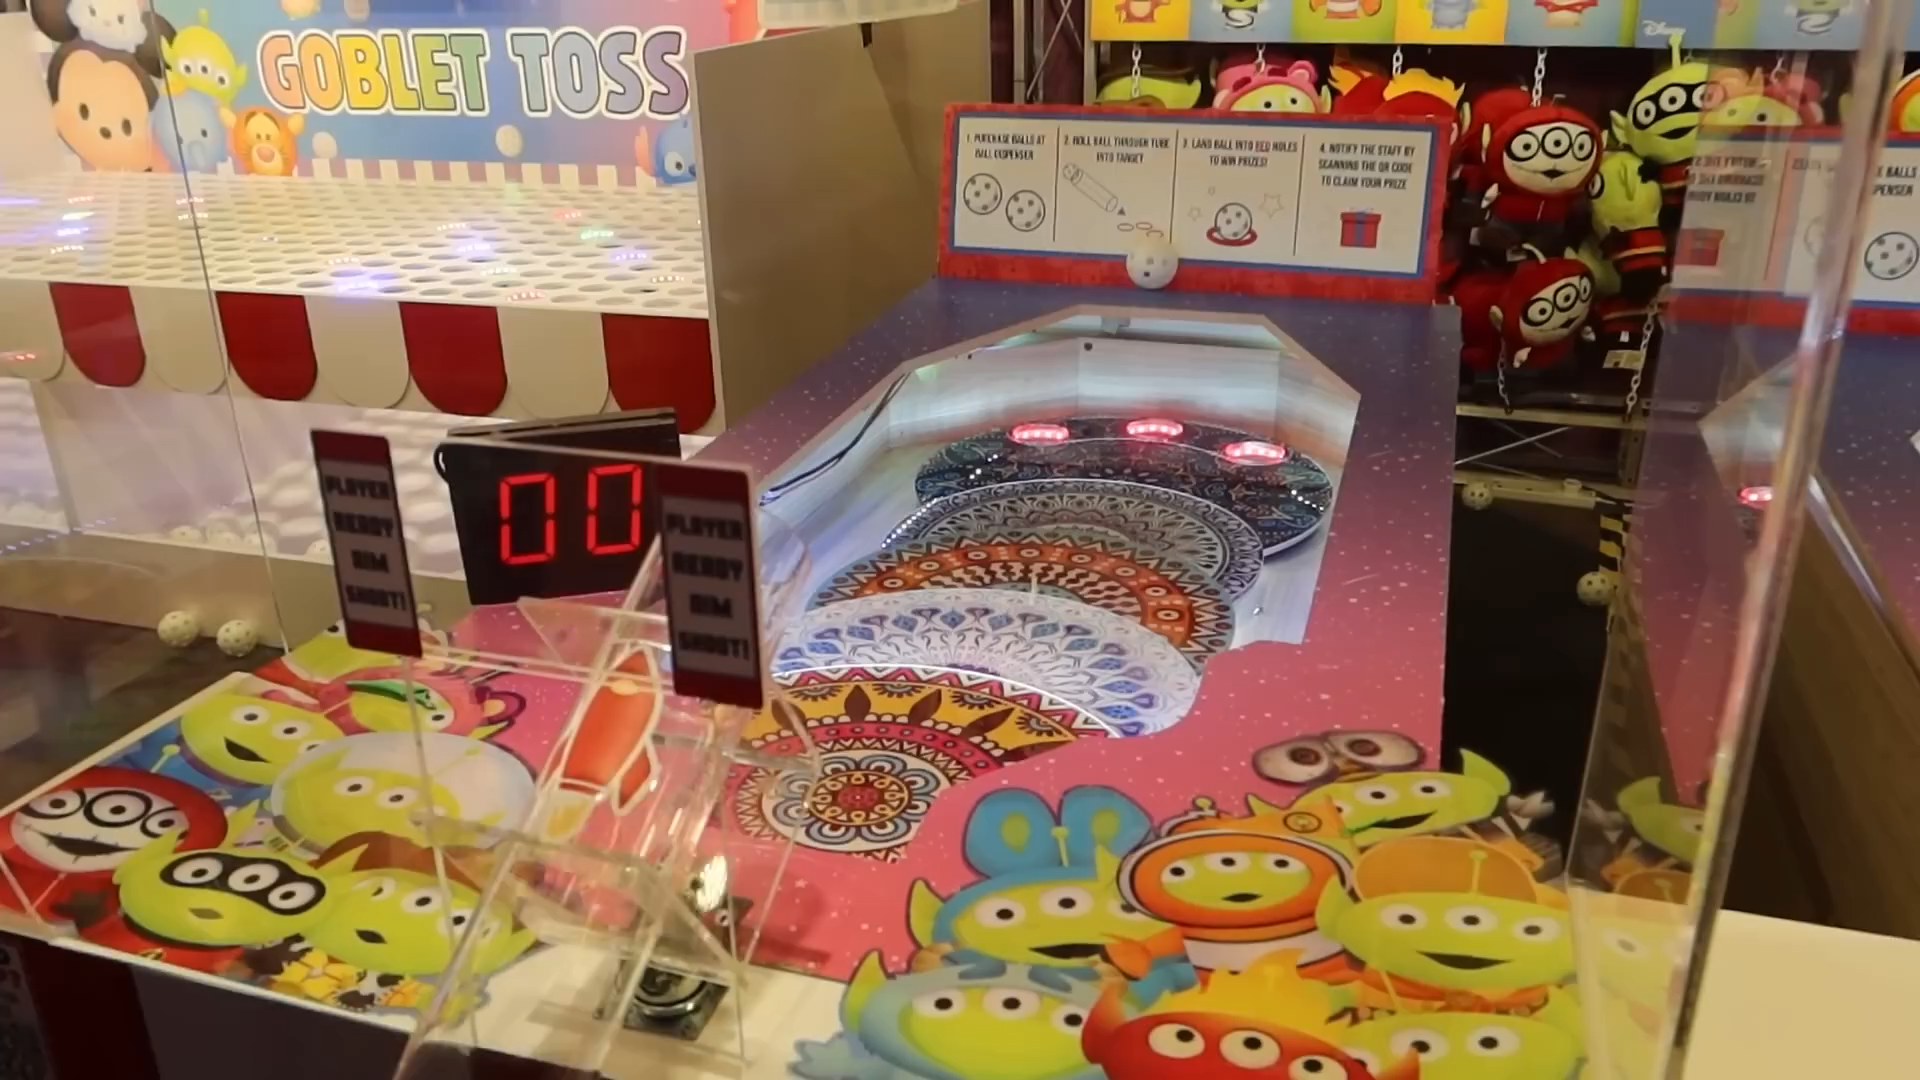 GOBLET TOSS
Disney
1. PURCHASE BALLS AT
BALL DISPENSER
2. ROLL BALL THROUGH TUBE
INTO TARGET
3. LAND BALL INTO RED HOLES
TO WIN PRIZES!
4. NOTIFY THE STAFF BY
SCANNING THE QR CODE
TO CLAIM YOUR PRIZE
00
PLAYER
READY
AIM
SHOOT!
PLAYER
READY
AIM
SHOOT!